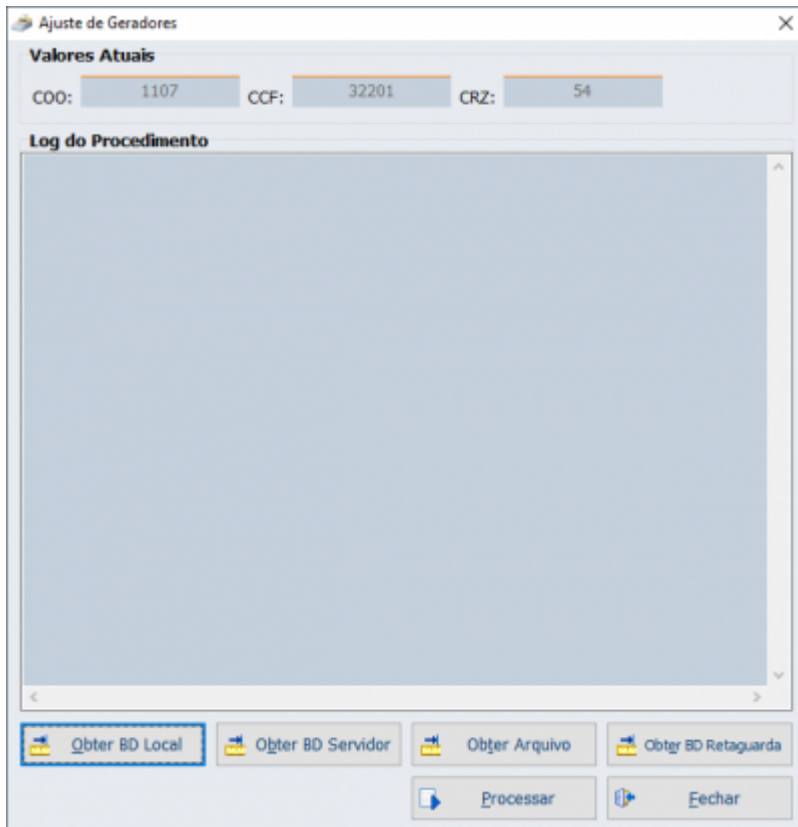 Ajuste de Geradores
Valores Atuais
COO: 1107 CCF: 32201 CRZ: 54
Log do Procedimento
Obter BD Local Obter BD Servidor Obter Arquivo Obter BD Retaguarda
Processar Fechar